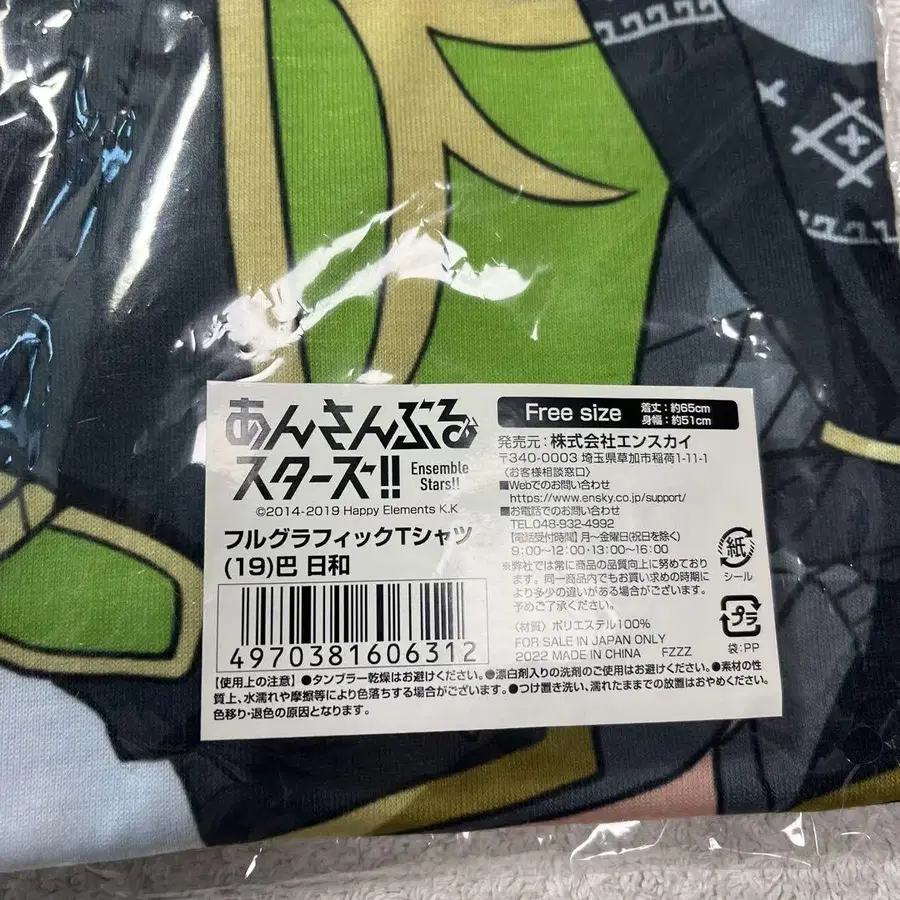 あんさんぶる
スターズ!!
Ensemble
Stars!!
©2014-2019 Happy Elements K.K
フルグラフィックTシャツ
(19)巴 日和
4970381606312
Free size
着丈：約65cm
身幅：約51cm
発売元：株式会社エンスカイ
〒340-0003 埼玉県草加市稲荷1-11-1
〈お客様相談窓口〉
■Webでのお問い合わせ
https://www.ensky.co.jp/support/
■お電話でのお問い合わせ
TEL048-932-4992
【電話受付時間】月〜金曜日(祝日を除く)
9:00〜12:00・13:00〜16:00
※弊社では常に商品の品質向上に努めております。
ります。同一商品内でもお買い求めの時期に
より多少の違いがある場合がございます。
予めご了承ください。
〈材質〉ポリエステル100%
FOR SALE IN JAPAN ONLY
2022 MADE IN CHINA FZZZ
紙
シール
プラ
袋:PP
【使用上の注意】●タンブラー乾燥はお避けください。●漂白剤入りの洗剤のご使用はお避けください。●素材の性
質上、水濡れや摩擦等により色落ちする場合がございます。●つけ置き洗い、濡れたままでの放置はおやめください。
色移り・退色の原因となります。